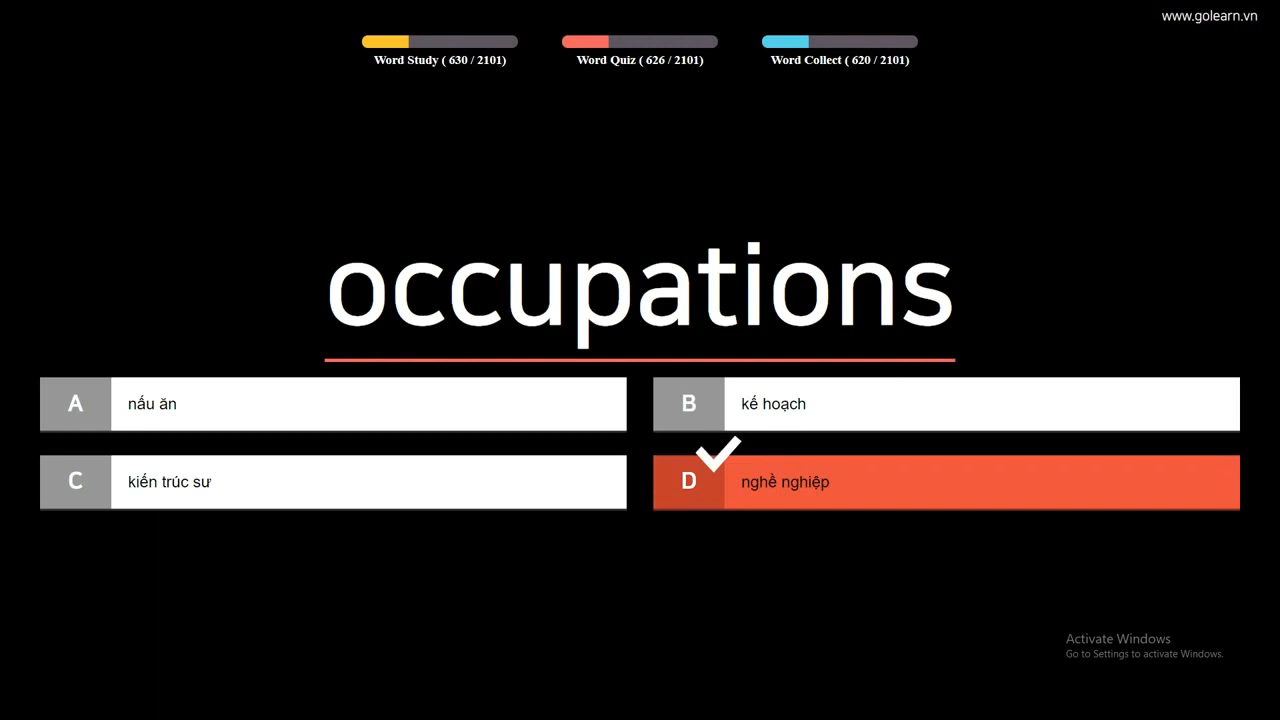 www.golearn.vn
Word Study ( 630 / 2101)
Word Quiz ( 626 / 2101)
Word Collect ( 620 / 2101)
occupations
A nấu ăn
B kế hoạch
C kiến trúc sư
D nghề nghiệp
Activate Windows
Go to Settings to activate Windows.